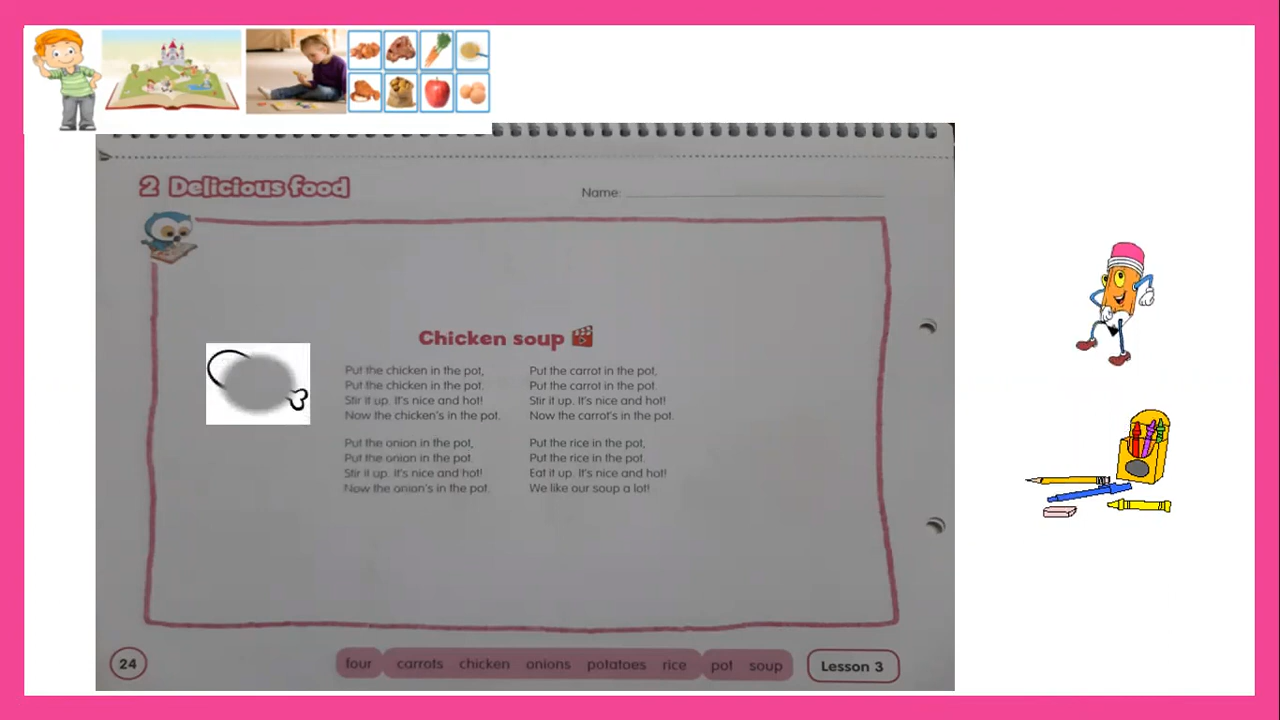 2 Delicious food
Name:
Chicken soup
Put the chicken in the pot,
Put the chicken in the pot.
Stir it up. It's nice and hot!
Now the chicken's in the pot.
Put the onion in the pot,
Put the onion in the pot.
Stir it up. It's nice and hot!
Now the onion's in the pot.
Put the carrot in the pot,
Put the carrot in the pot.
Stir it up. It's nice and hot!
Now the carrot's in the pot.
Put the rice in the pot,
Put the rice in the pot.
Eat it up. It's nice and hot!
We like our soup a lot!
24
four carrots chicken onions potatoes rice pot soup
Lesson 3